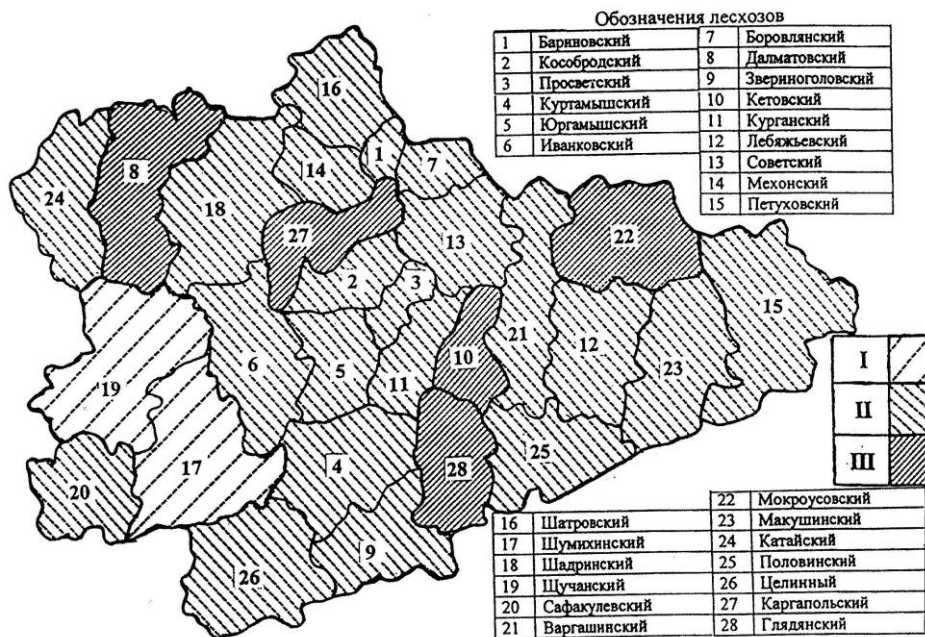 Обозначения лесхозов
1 Бариновский
2 Кособродский
3 Просветский
4 Куртамышский
5 Юргамышский
6 Иванковский
7 Боровлянский
8 Далматовский
9 Звериноголовский
10 Кетовский
11 Курганский
12 Лебяжьевский
13 Советский
14 Мехонский
15 Петуховский
16
1
7
14
24
8
18
27
13
22
2
3
15
21
10
12
6
5
23
11
19
I
II
III
17
4
28
25
20
26
9
16 Шатровский
17 Шумихинский
18 Шадринский
19 Щучанский
20 Сафакулевский
21 Варгашинский
22 Мокроусовский
23 Макушинский
24 Катайский
25 Половинский
26 Целинный
27 Каргапольский
28 Глядянский